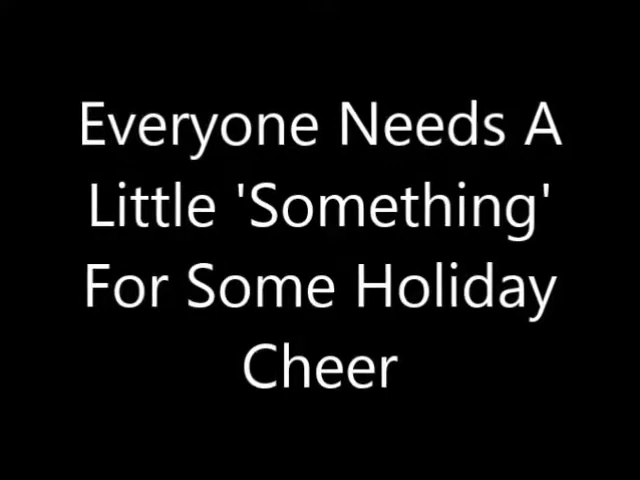 Everyone Needs A
Little 'Something'
For Some Holiday
Cheer